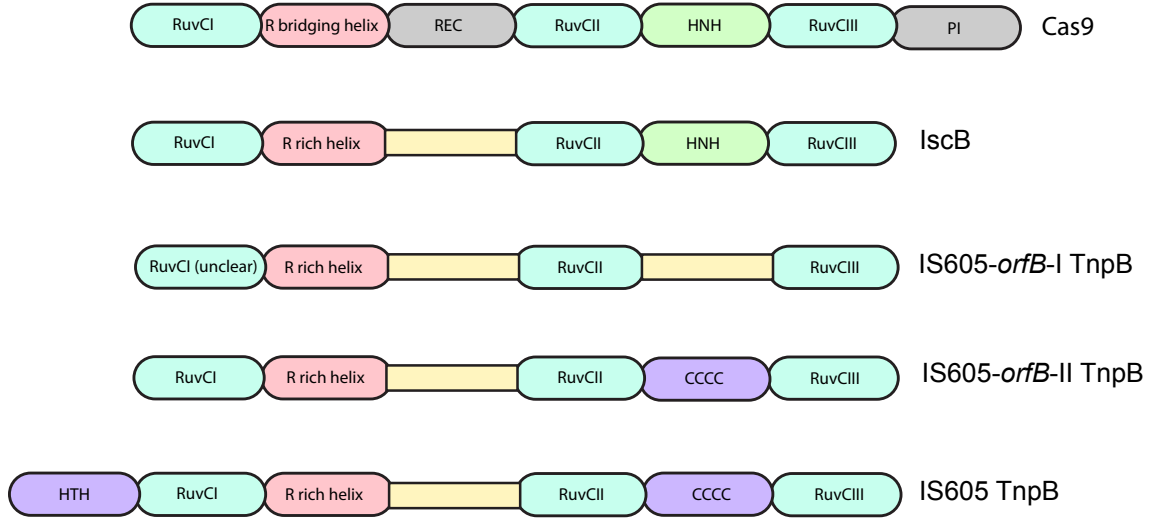 RuvCI R bridging helix REC RuvCII HNH RuvCIII PI Cas9
RuvCI R rich helix RuvCII HNH RuvCIII IscB
RuvCI (unclear) R rich helix RuvCII RuvCIII IS605-orfB-I TnpB
RuvCI R rich helix RuvCII CCCC RuvCIII IS605-orfB-II TnpB
HTH RuvCI R rich helix RuvCII CCCC RuvCIII IS605 TnpB